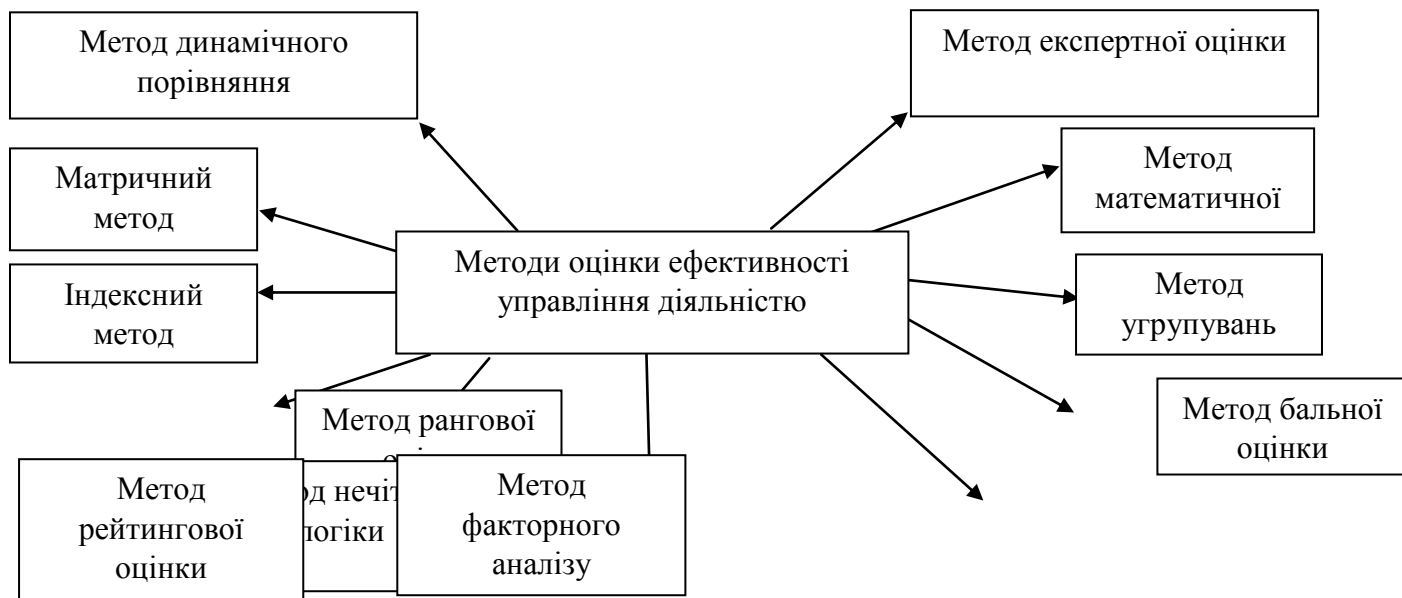 Метод динамічного
порівняння
Метод експертної оцінки
Матричний
метод
Метод
математичної
Методи оцінки ефективності
управління діяльністю
Індексний
метод
Метод
угрупувань
Метод рангової
Метод бальної
оцінки
Метод
рейтингової
оцінки
логіки
Метод
факторного
аналізу